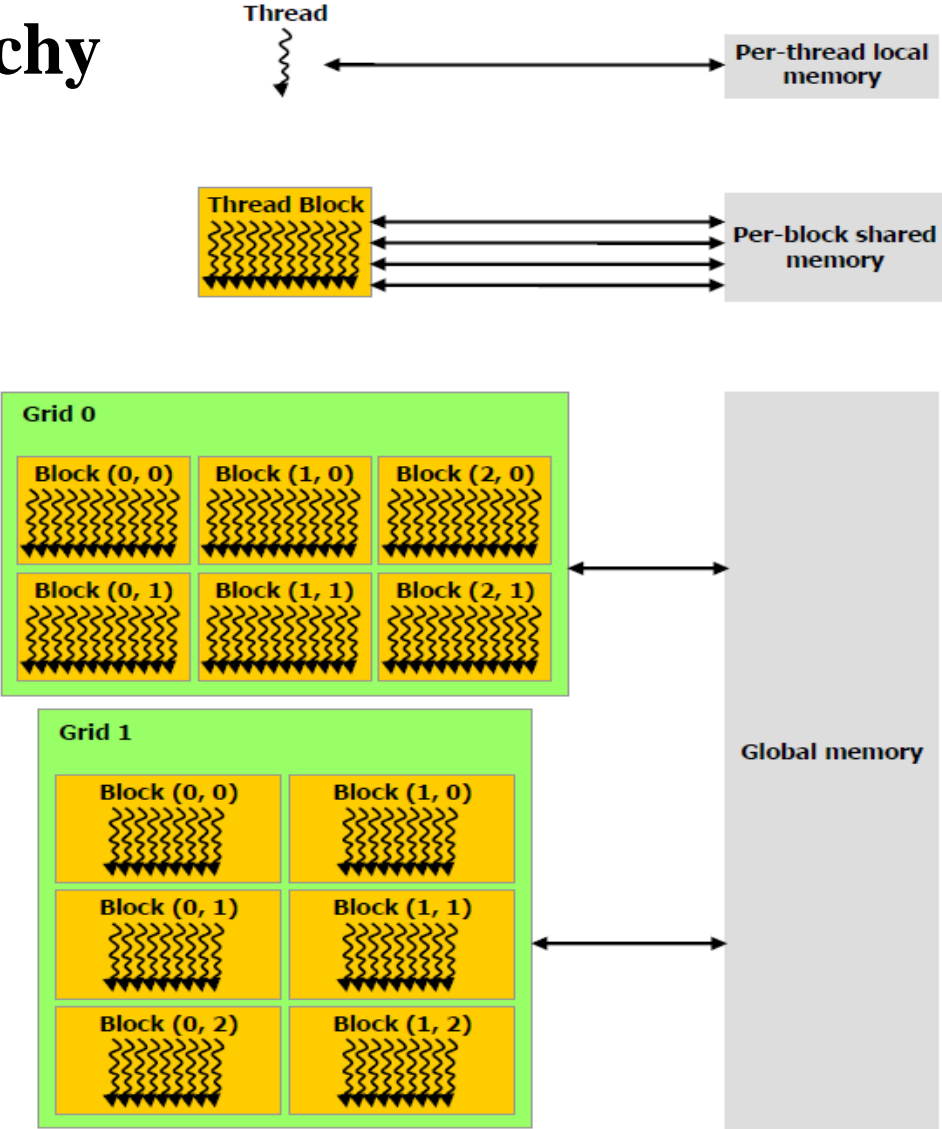 Thread
chy
Per-thread local
memory
Thread Block
Per-block shared
memory
Grid 0
Block (0, 0)
Block (1, 0)
Block (2, 0)
Block (0, 1)
Block (1, 1)
Block (2, 1)
Grid 1
Block (0, 0)
Block (1, 0)
Block (0, 1)
Block (1, 1)
Block (0, 2)
Block (1, 2)
Global memory